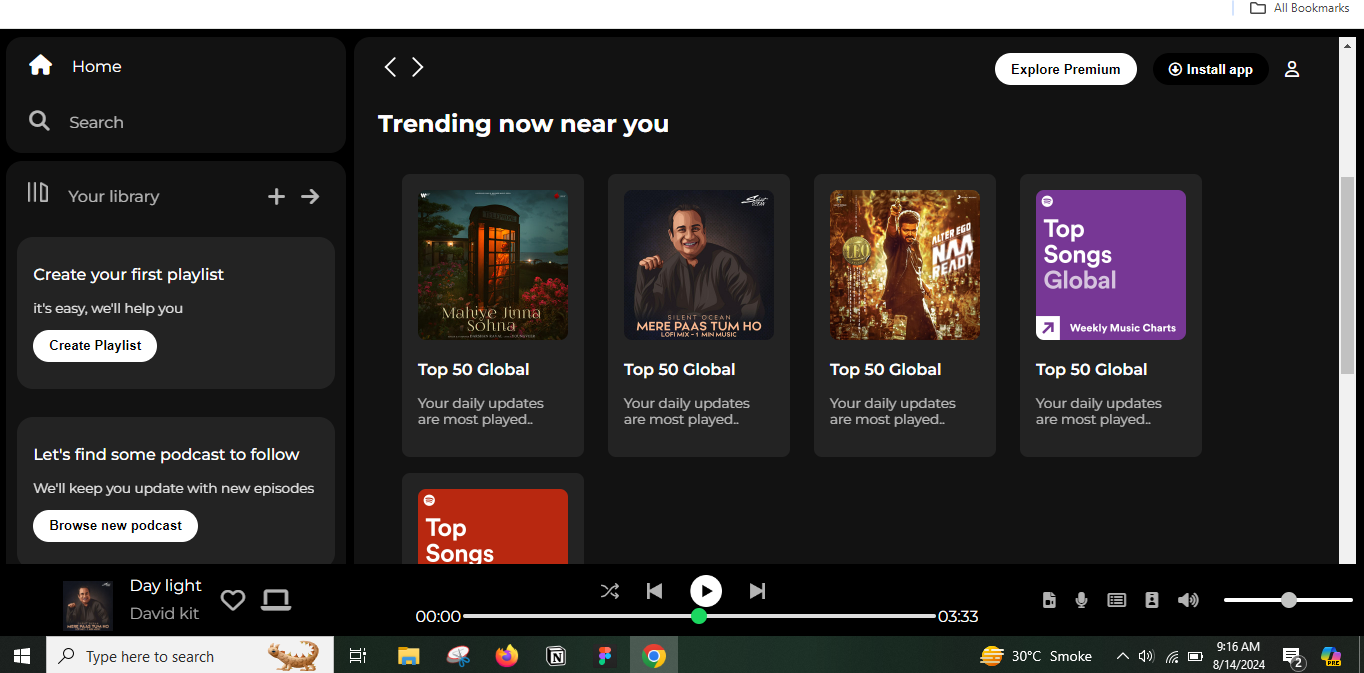 All Bookmarks
Home
Search
Your library
Create your first playlist
it's easy, we'll help you
Create Playlist
Let's find some podcast to follow
We'll keep you update with new episodes
Browse new podcast
Explore Premium
Install app
Trending now near you
Mahiye Jinna
Sohna
Top 50 Global
Your daily updates
are most played..
SILENT OCEAN
MERE PAAS TUM HO
LOFI MIX - 1 MIN MUSIC
Top 50 Global
Your daily updates
are most played..
LEO
ALTER EGO
NAA
READY
Top 50 Global
Your daily updates
are most played..
Top
Songs
Global
Weekly Music Charts
Top 50 Global
Your daily updates
are most played..
Top
Songs
Day light
David kit
00:00
03:33
Type here to search
30°C Smoke
9:16 AM
8/14/2024
2
PRE